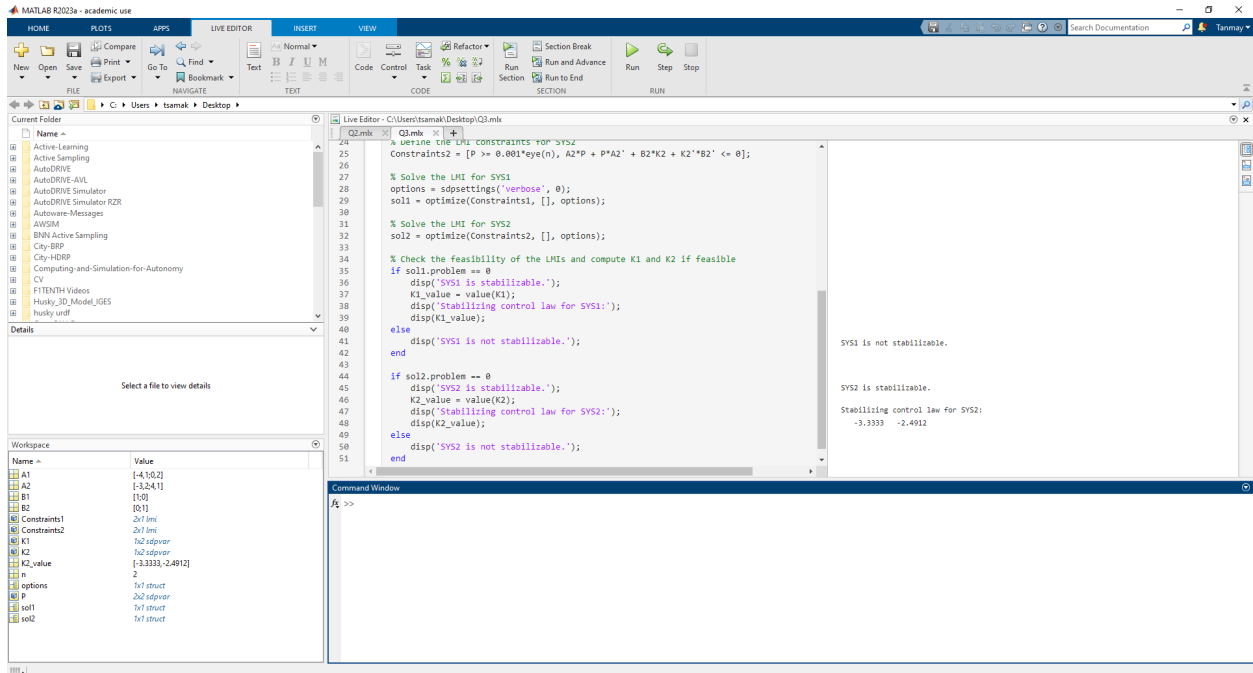 MATLAB R2023a - academic use
HOME PLOTS APPS LIVE EDITOR INSERT VIEW
Search Documentation
Tanmay
New Open Save
Compare
Print
Export
FILE
Go To
Find
Bookmark
NAVIGATE
Text
Normal
B I U M
TEXT
Code Control Task
Refactor
CODE
Run Section
Section Break
Run and Advance
Run to End
SECTION
Run Step Stop
RUN
C: Users tsamak Desktop
Current Folder
Name
Active-Learning
Active Sampling
AutoDRIVE
AutoDRIVE-AVL
AutoDRIVE Simulator
AutoDRIVE Simulator RZR
Autoware-Messages
AWSIM
BNN Active Sampling
City-BRP
City-HDRP
Computing-and-Simulation-for-Autonomy
CV
F1TENTH Videos
Husky_3D_Model_IGES
husky urdf
Details
Select a file to view details
Workspace
Name Value
A1 [-4,1;0,2]
A2 [-3,2;4,1]
B1 [1;0]
B2 [0;1]
Constraints1 2x1 lmi
Constraints2 2x1 lmi
K1 1x2 sdpvar
K2 1x2 sdpvar
K2_value [-3.3333,-2.4912]
n 2
options 1x1 struct
P 2x2 sdpvar
sol1 1x1 struct
sol2 1x1 struct
Live Editor - C:\Users\tsamak\Desktop\Q3.mlx
Q2.mlx Q3.mlx
24 % Define the LMI constraints for SYS2
25 Constraints2 = [P >= 0.001*eye(n), A2*P + P*A2' + B2*K2 + K2'*B2' <= 0];
26
27 % Solve the LMI for SYS1
28 options = sdpsettings('verbose', 0);
29 sol1 = optimize(Constraints1, [], options);
30
31 % Solve the LMI for SYS2
32 sol2 = optimize(Constraints2, [], options);
33
34 % Check the feasibility of the LMIs and compute K1 and K2 if feasible
35 if sol1.problem == 0
36 disp('SYS1 is stabilizable.');
37 K1_value = value(K1);
38 disp('Stabilizing control law for SYS1:');
39 disp(K1_value);
40 else
41 disp('SYS1 is not stabilizable.');
42 end
43
44 if sol2.problem == 0
45 disp('SYS2 is stabilizable.');
46 K2_value = value(K2);
47 disp('Stabilizing control law for SYS2:');
48 disp(K2_value);
49 else
50 disp('SYS2 is not stabilizable.');
51 end
SYS1 is not stabilizable.
SYS2 is stabilizable.
Stabilizing control law for SYS2:
-3.3333 -2.4912
Command Window
fx >>